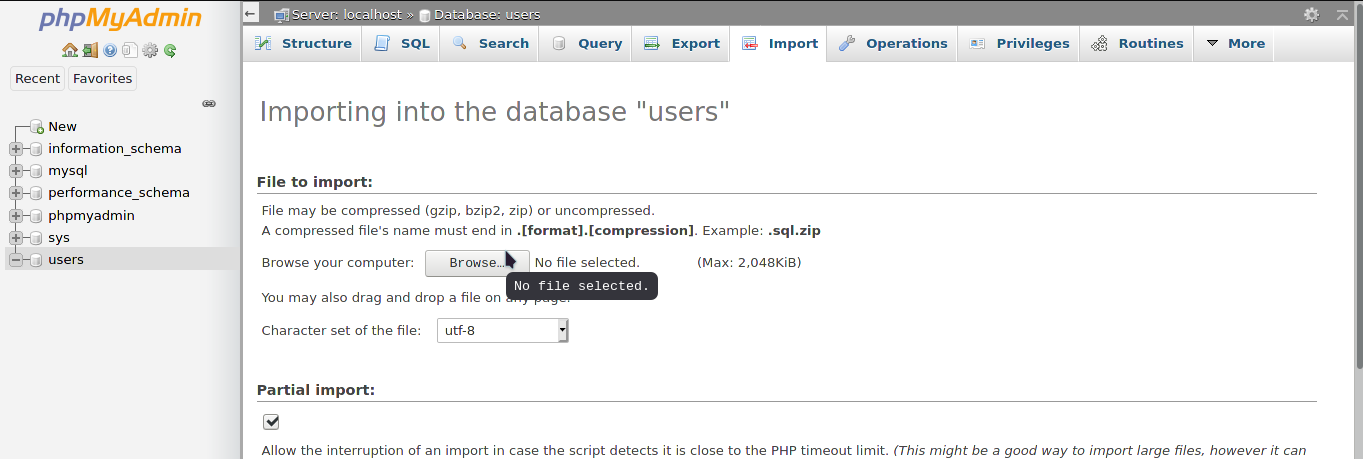 phpMyAdmin
Recent Favorites
New
information_schema
mysql
performance_schema
phpmyadmin
sys
users
Server: localhost » Database: users
Structure SQL Search Query Export Import Operations Privileges Routines More
Importing into the database "users"
File to import:
File may be compressed (gzip, bzip2, zip) or uncompressed.
A compressed file's name must end in .[format].[compression]. Example: .sql.zip
Browse your computer: Browse… No file selected. (Max: 2,048KiB)
No file selected.
You may also drag and drop a file on any page.
Character set of the file: utf-8
Partial import:
Allow the interruption of an import in case the script detects it is close to the PHP timeout limit. (This might be a good way to import large files, however it can